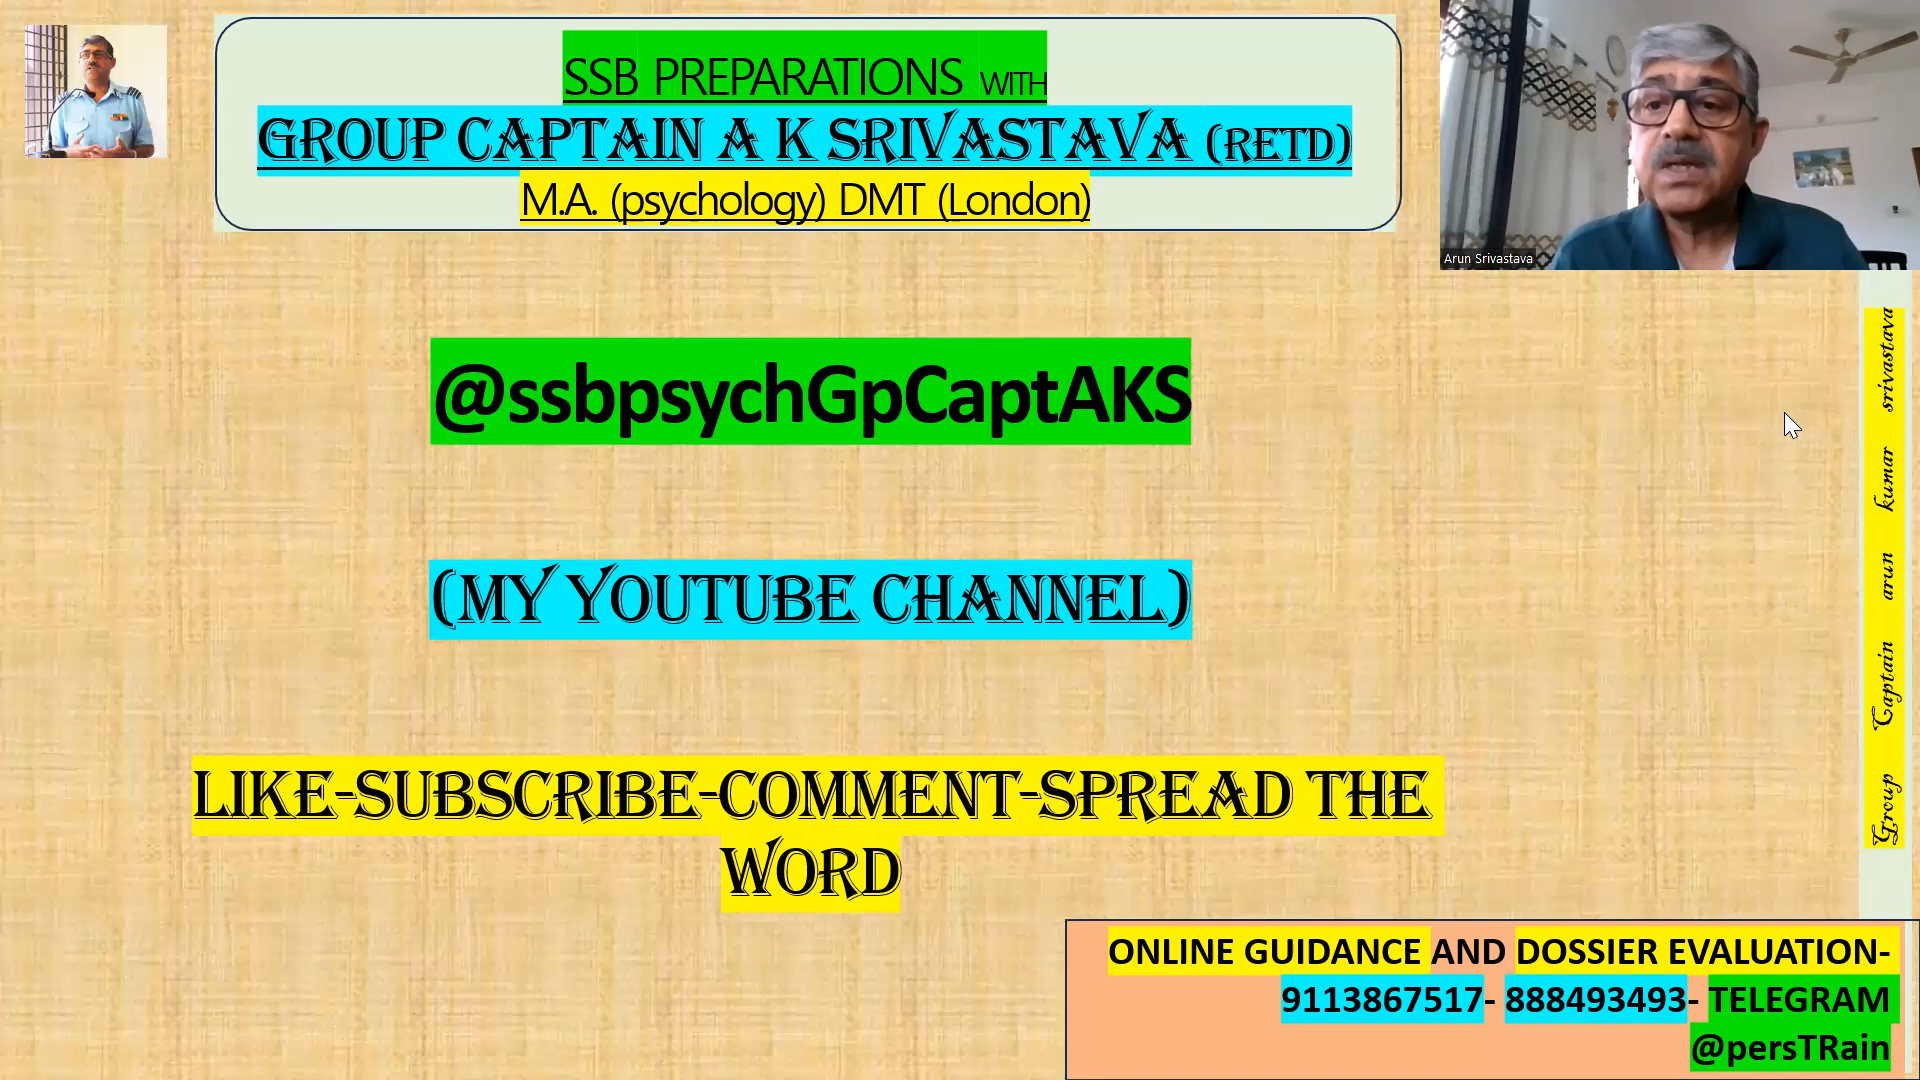 SSB PREPARATIONS WITH
GROUP CAPTAIN A K SRIVASTAVA (RETD)
M.A. (psychology) DMT (London)
Arun Srivastava
@ssbpsychGpCaptAKS
(MY YOUTUBE CHANNEL)
LIKE-SUBSCRIBE-COMMENT-SPREAD THE
WORD
Group Captain arun kumar srivastava
ONLINE GUIDANCE AND DOSSIER EVALUATION-
9113867517- 888493493- TELEGRAM
@persTRain